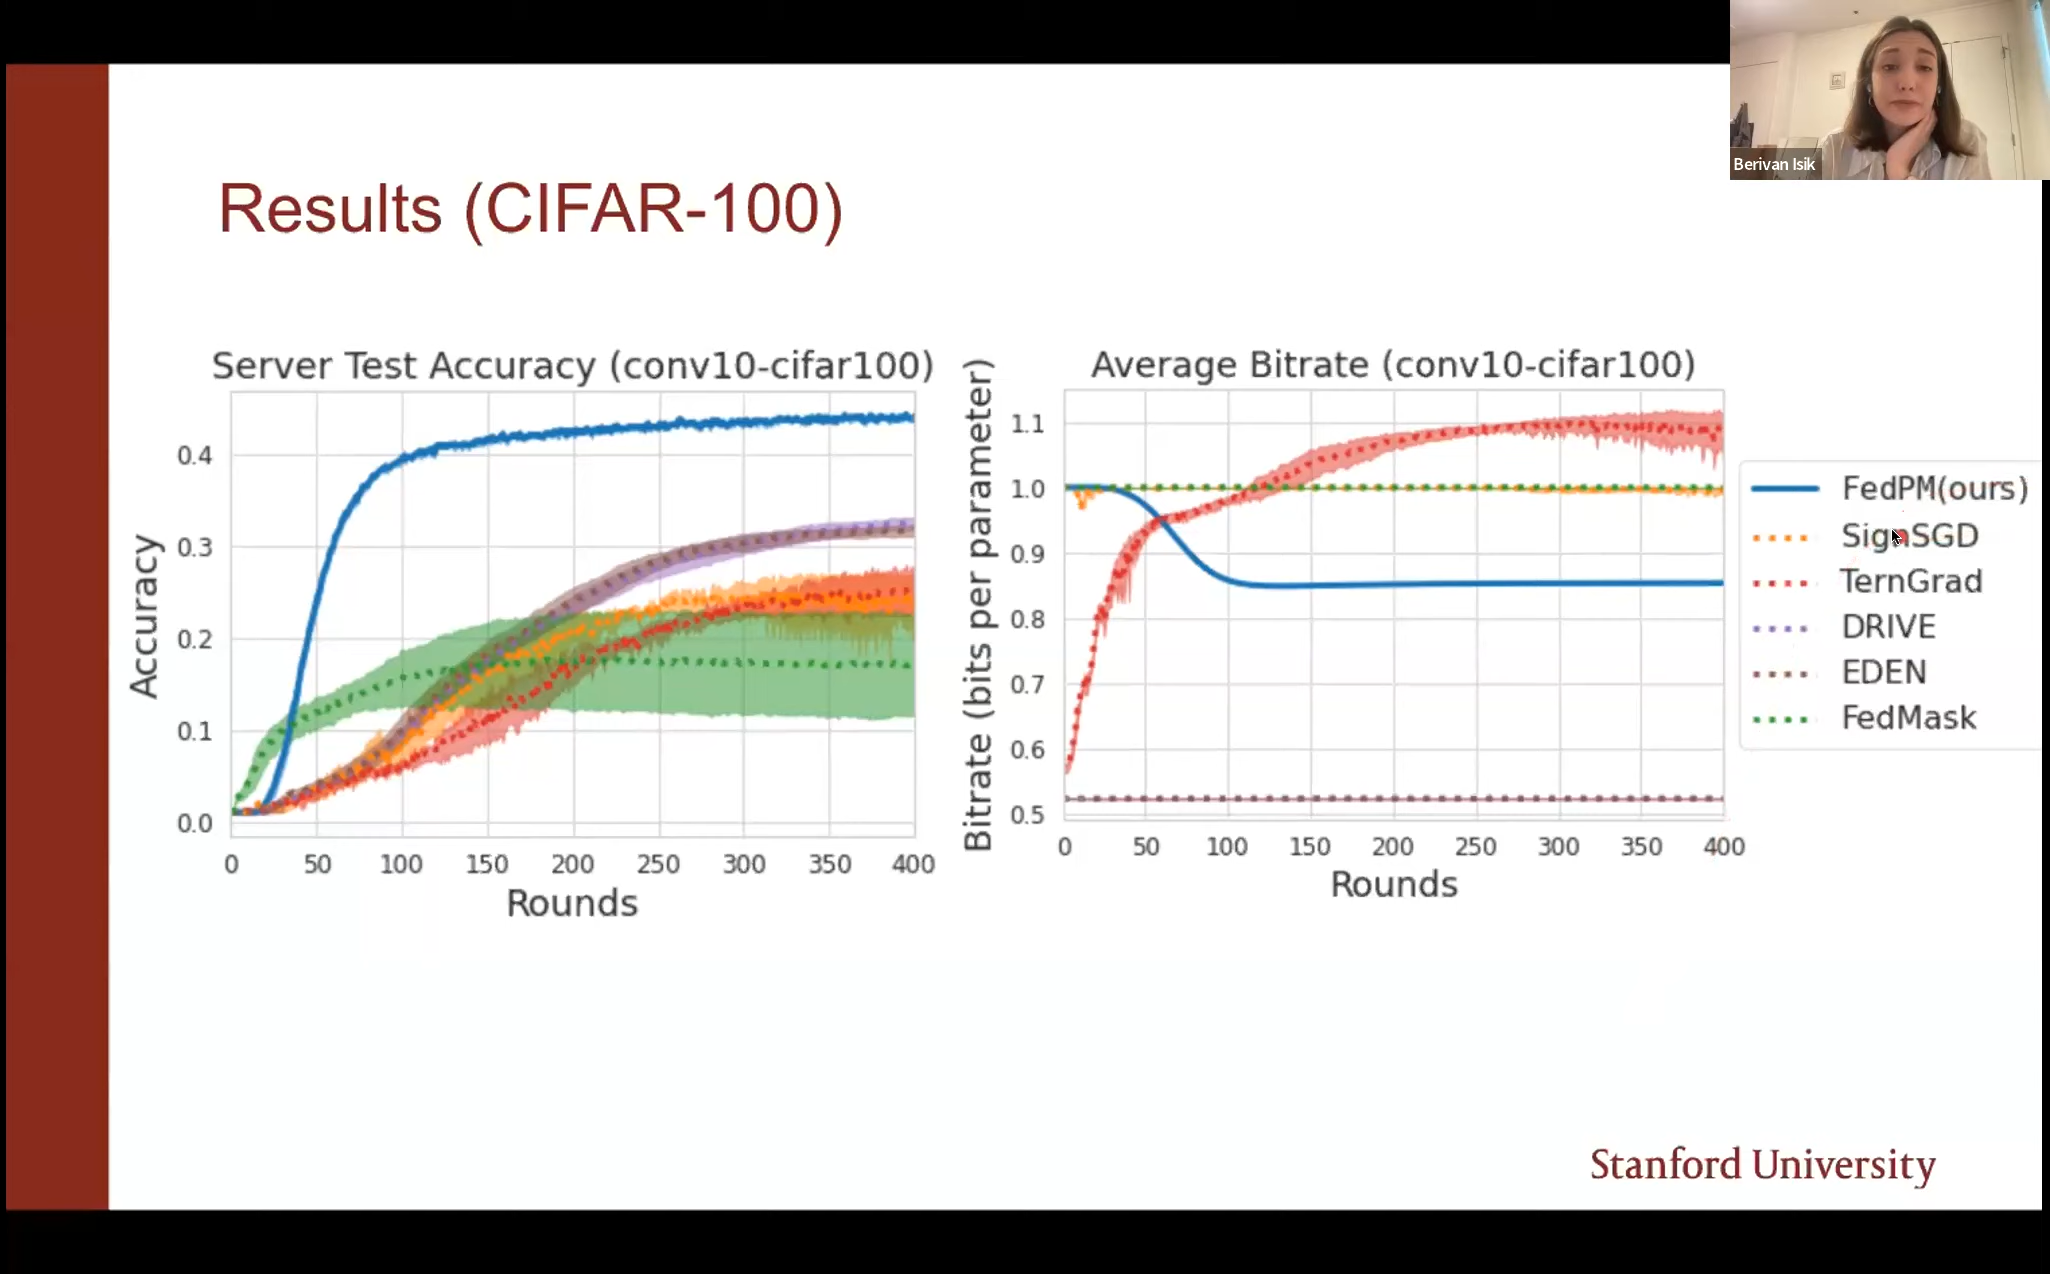 Berivan Isik
Results (CIFAR-100)
Server Test Accuracy (conv10-cifar100)
Accuracy
0.4
0.3
0.2
0.1
0.0
0 50 100 150 200 250 300 350 400
Rounds
Average Bitrate (conv10-cifar100)
Bitrate (bits per parameter)
1.1
1.0
0.9
0.8
0.7
0.6
0.5
0 50 100 150 200 250 300 350 400
Rounds
FedPM(ours)
SignSGD
TernGrad
DRIVE
EDEN
FedMask
Stanford University